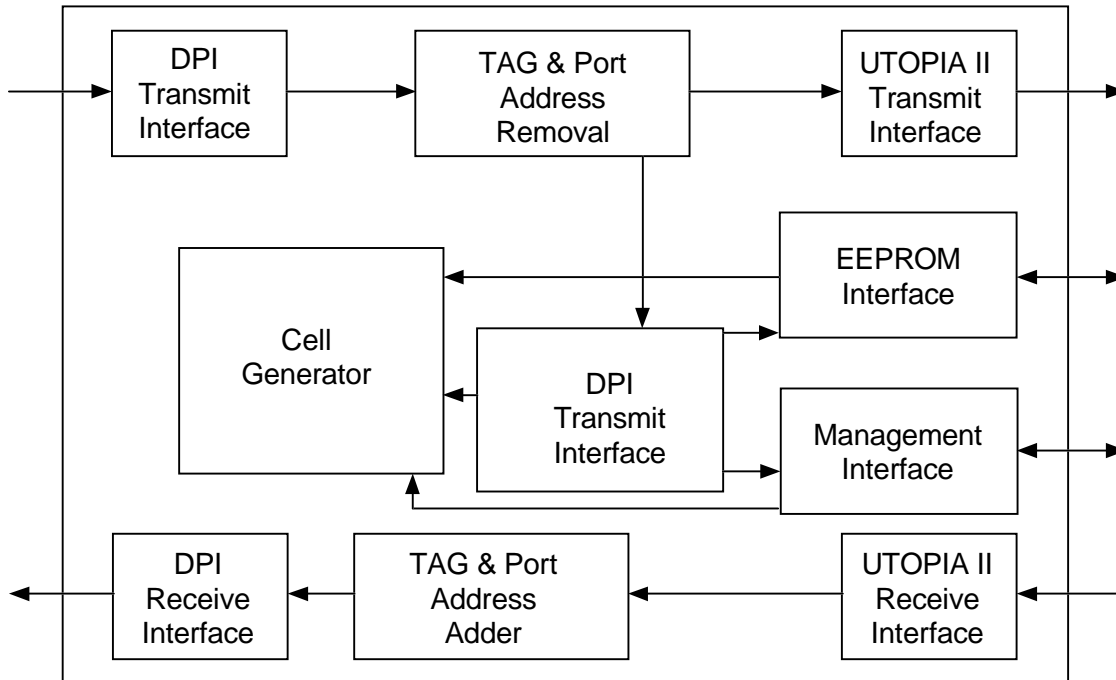 DPI
Transmit
Interface
TAG & Port
Address
Removal
UTOPIA II
Transmit
Interface
EEPROM
Interface
Cell
Generator
DPI
Transmit
Interface
Management
Interface
DPI
Receive
Interface
TAG & Port
Address
Adder
UTOPIA II
Receive
Interface